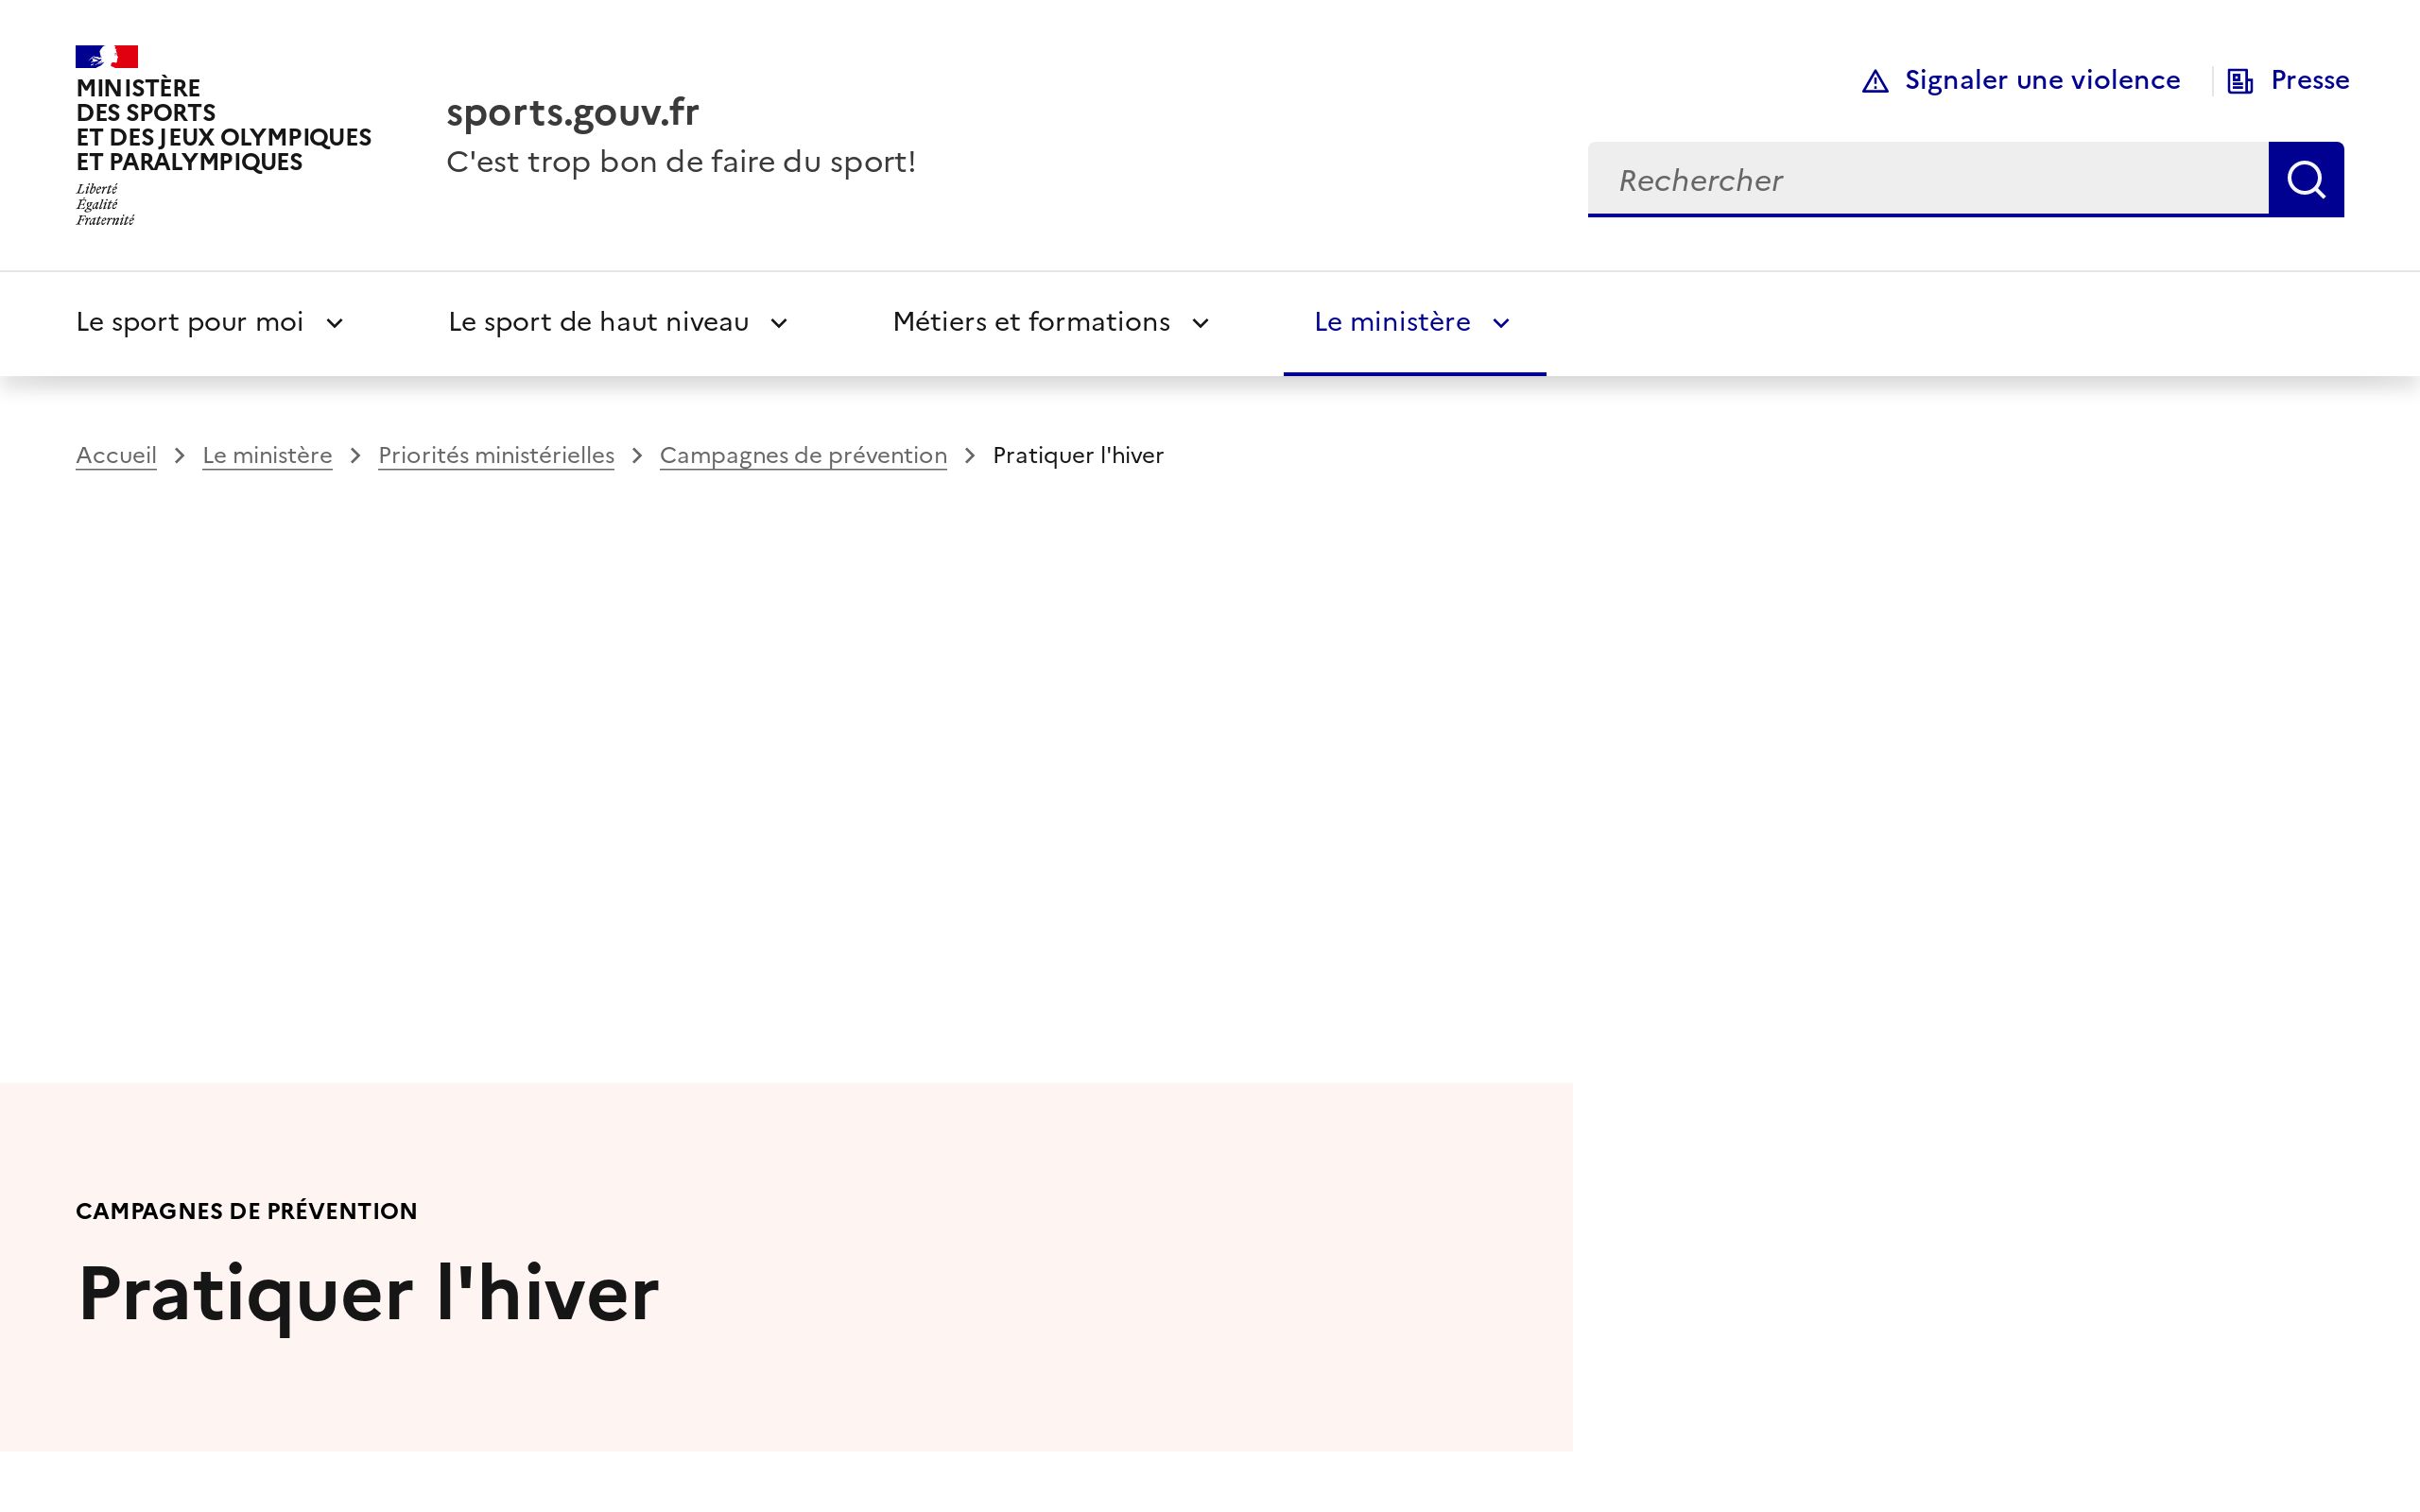 MINISTÈRE
DES SPORTS
ET DES JEUX OLYMPIQUES
ET PARALYMPIQUES
Liberté
Égalité
Fraternité
sports.gouv.fr
C'est trop bon de faire du sport!
Signaler une violence
Presse
Rechercher
Le sport pour moi
Le sport de haut niveau
Métiers et formations
Le ministère
Accueil > Le ministère > Priorités ministérielles > Campagnes de prévention > Pratiquer l'hiver
CAMPAGNES DE PRÉVENTION
Pratiquer l'hiver